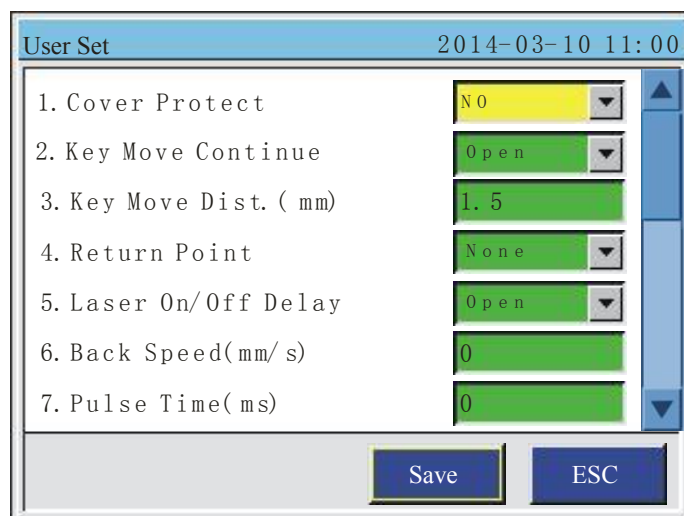 User Set 2014-03-10 11:00
1. Cover Protect NO
2. Key Move Continue Open
3. Key Move Dist. (mm) 1.5
4. Return Point None
5. Laser On/Off Delay Open
6. Back Speed(mm/s) 0
7. Pulse Time(ms) 0
Save ESC